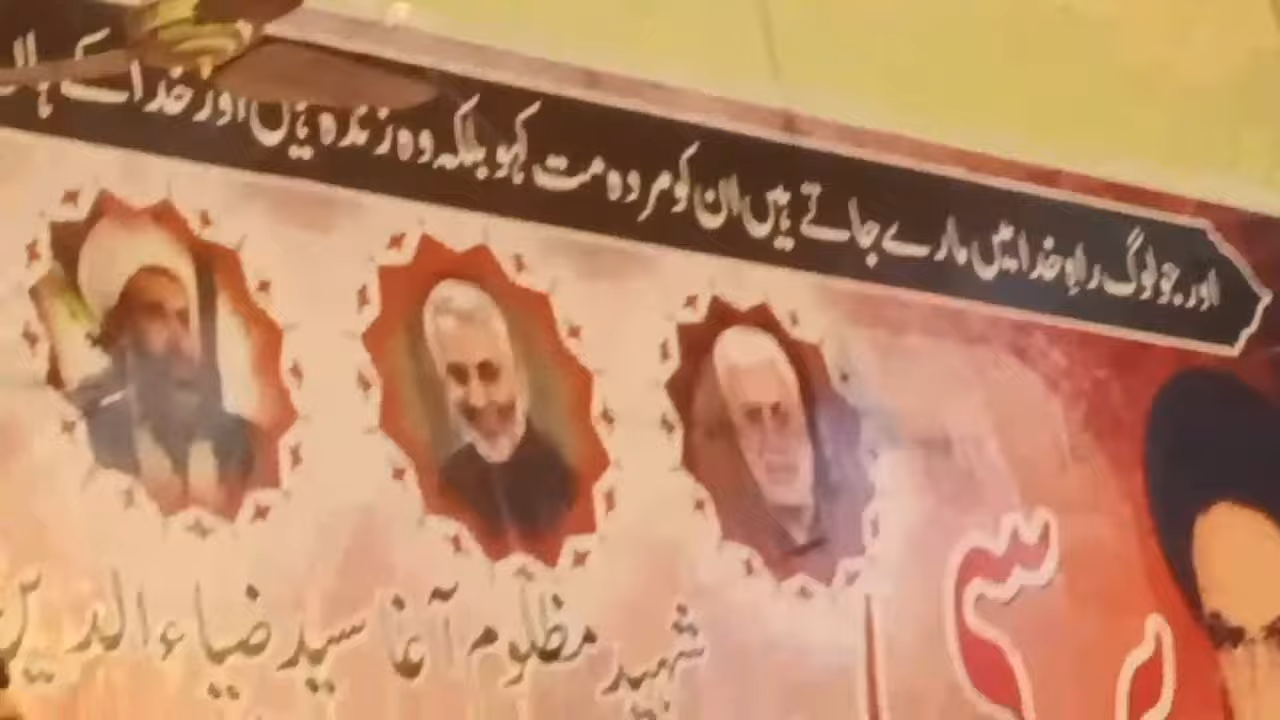 اور جو لوگ راہِ خدا میں مارے جاتے ہیں ان کو مردہ مت کہو بلکہ وہ زندہ ہیں اور خدا کے ہاں
شہید مظلوم آغا سید ضیاء الدین